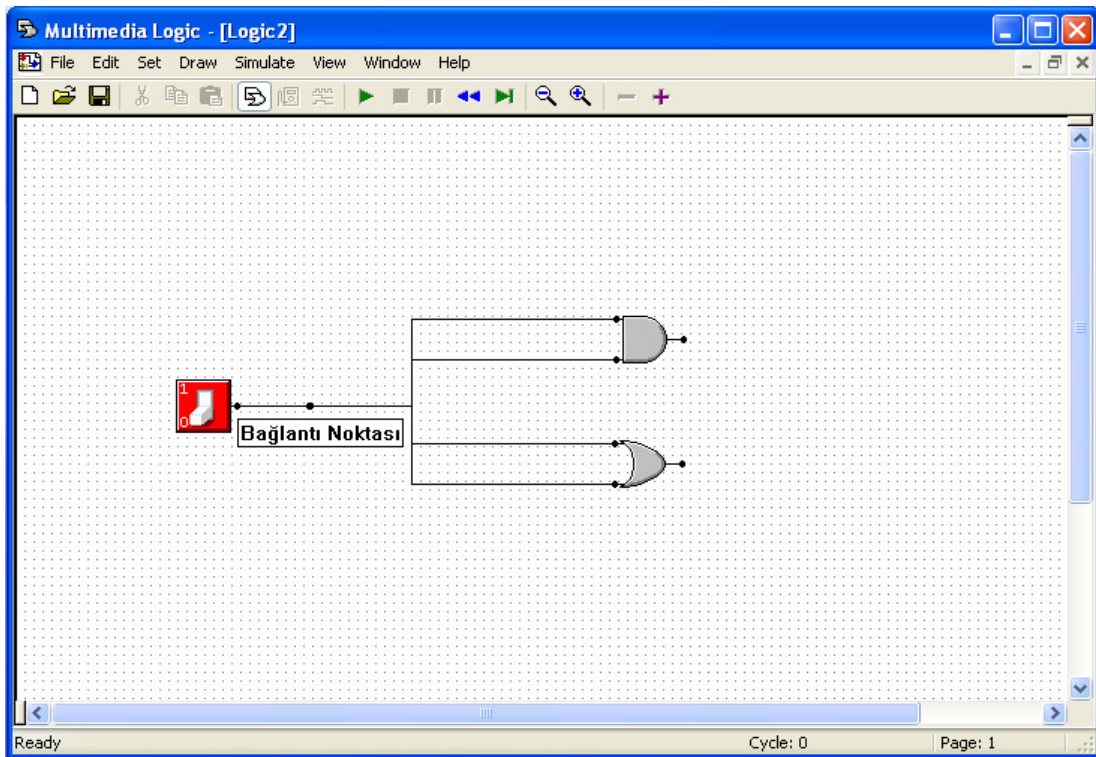 Multimedia Logic - [Logic2]
File Edit Set Draw Simulate View Window Help
1
0
Bağlantı Noktası
Ready Cycle: 0 Page: 1